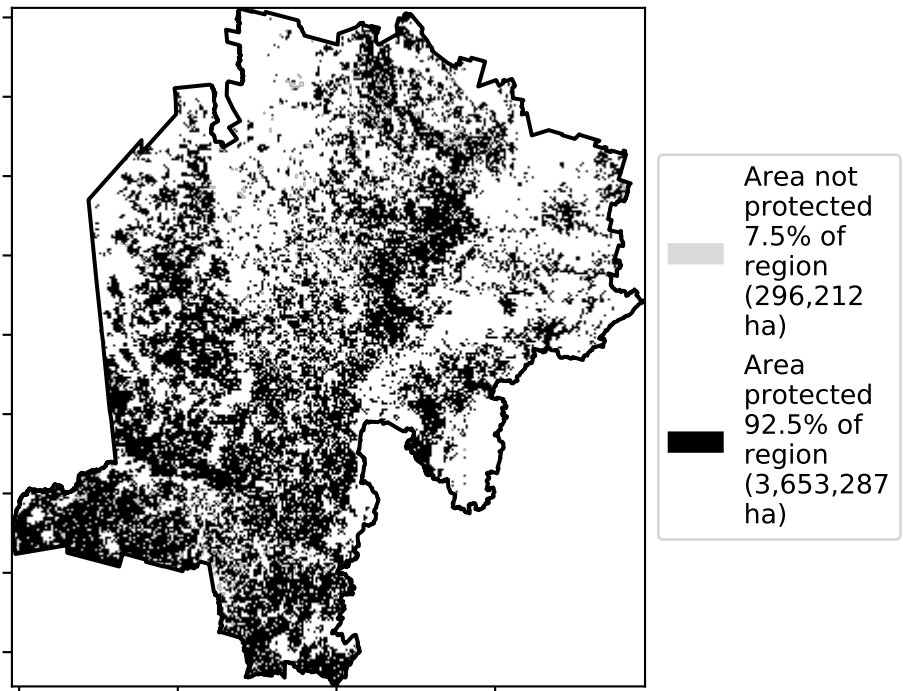 Area not
protected
7.5% of
region
(296,212
ha)
Area
protected
92.5% of
region
(3,653,287
ha)